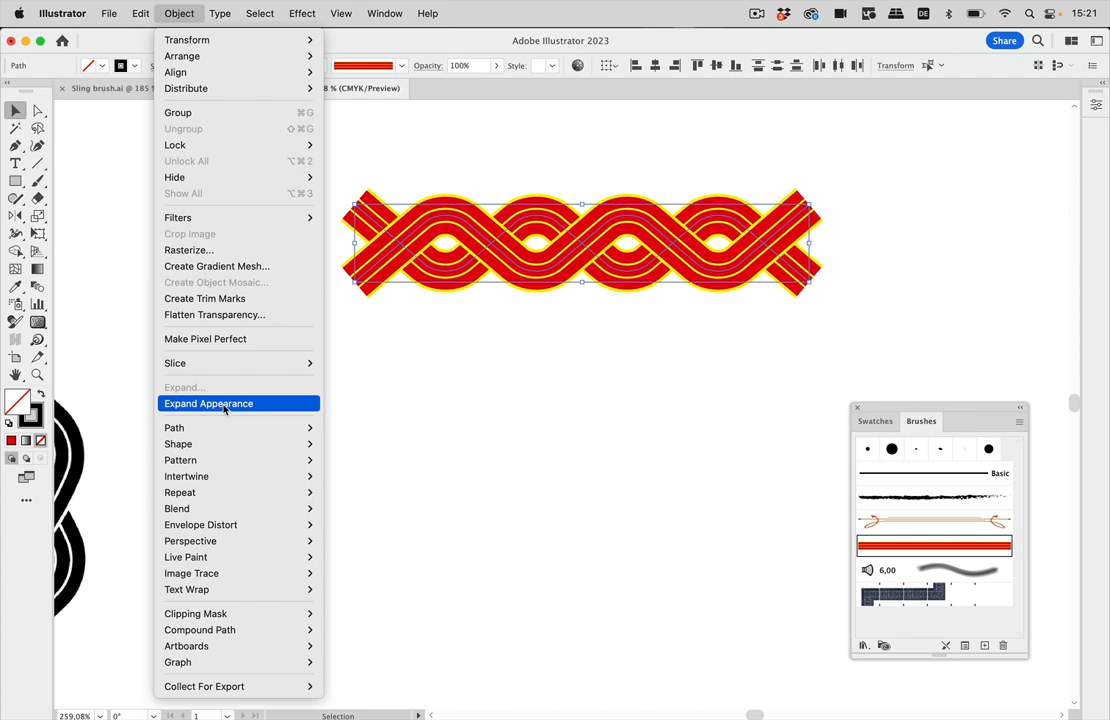 Illustrator File Edit Object Type Select Effect View Window Help DE 15:21
Adobe Illustrator 2023 Share
Path Opacity: 100% Style: Transform
Sling brush.ai @ 185 8 % (CMYK/Preview)
Transform
Arrange
Align
Distribute
Group ⌘G
Ungroup ⇧⌘G
Lock
Unlock All ⌥⌘2
Hide
Show All ⌥⌘3
Filters
Crop Image
Rasterize...
Create Gradient Mesh...
Create Object Mosaic...
Create Trim Marks
Flatten Transparency...
Make Pixel Perfect
Slice
Expand...
Expand Appearance
Path
Shape
Pattern
Intertwine
Repeat
Blend
Envelope Distort
Perspective
Live Paint
Image Trace
Text Wrap
Clipping Mask
Compound Path
Artboards
Graph
Collect For Export
Swatches Brushes
Basic
6,00
259,08% 0° 1 Selection